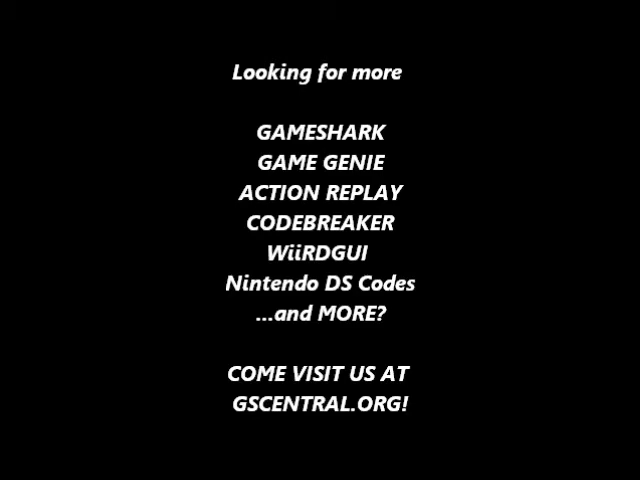 Looking for more
GAMESHARK
GAME GENIE
ACTION REPLAY
CODEBREAKER
WiiRDGUI
Nintendo DS Codes
...and MORE?
COME VISIT US AT
GSCENTRAL.ORG!